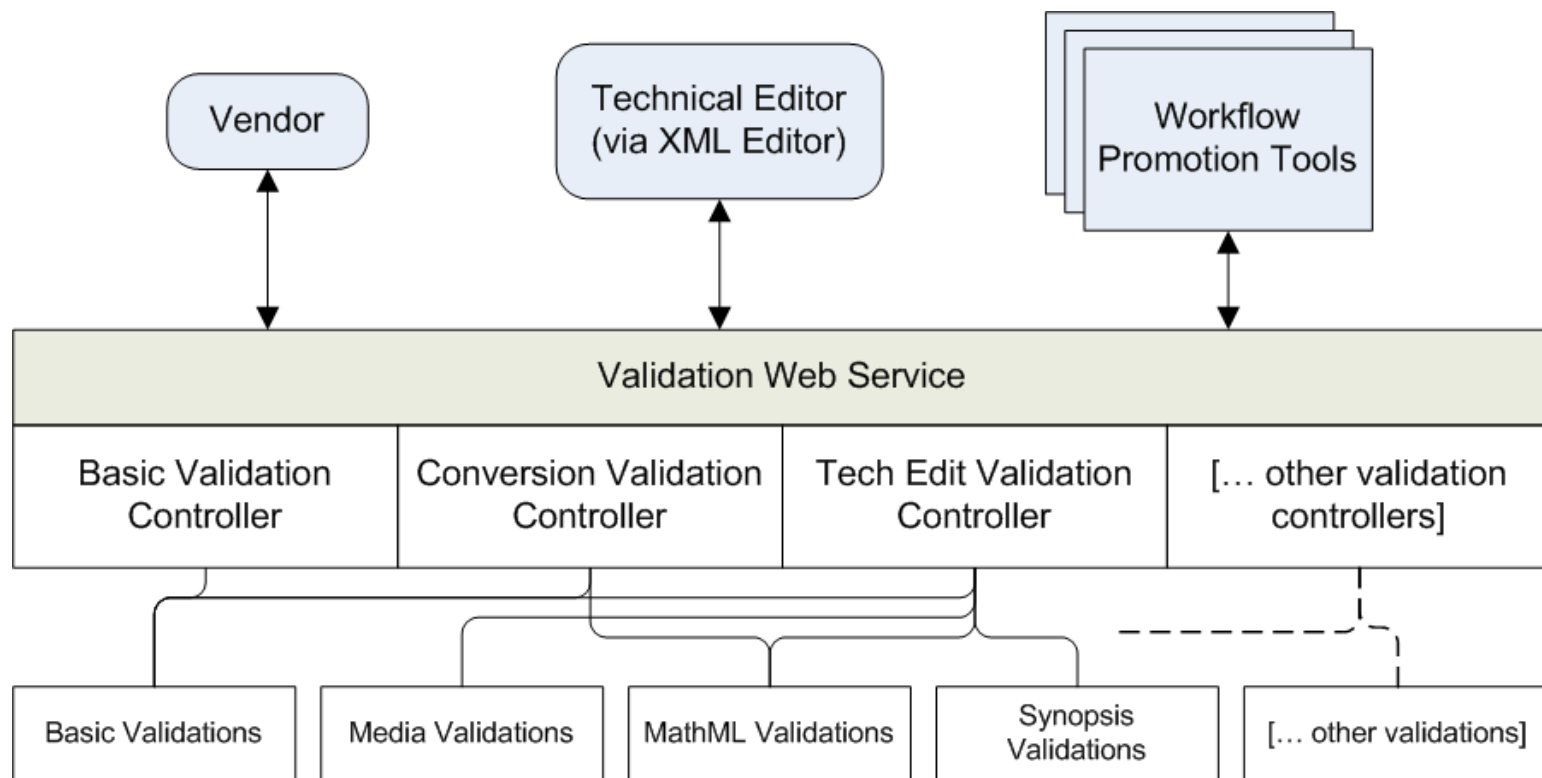 Vendor
Technical Editor
(via XML Editor)
Workflow
Promotion Tools
Validation Web Service
Basic Validation
Controller
Conversion Validation
Controller
Tech Edit Validation
Controller
[… other validation
controllers]
Basic Validations
Media Validations
MathML Validations
Synopsis
Validations
[… other validations]